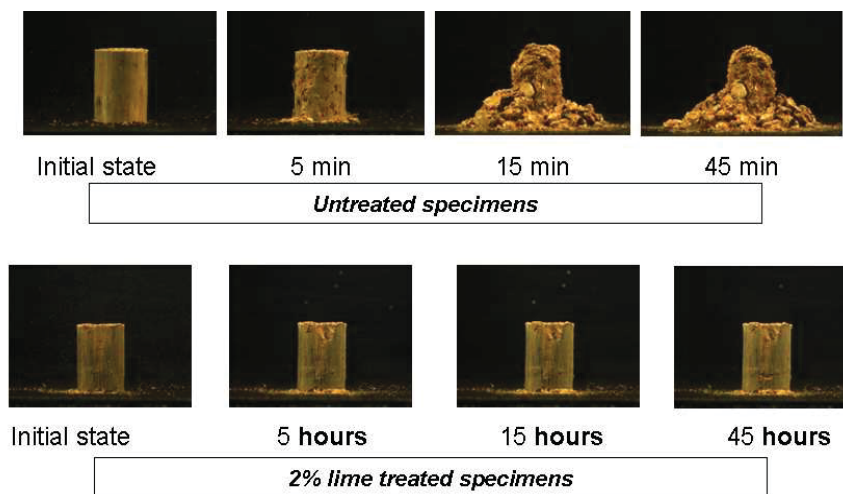 Initial state 5 min 15 min 45 min
Untreated specimens
Initial state 5 hours 15 hours 45 hours
2% lime treated specimens